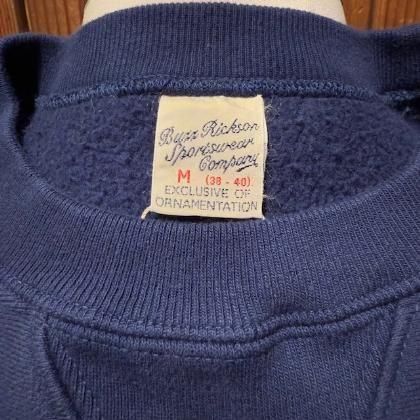 Buzz Rickson
Sportswear
Company
M (38 - 40)
EXCLUSIVE OF
ORNAMENTATION